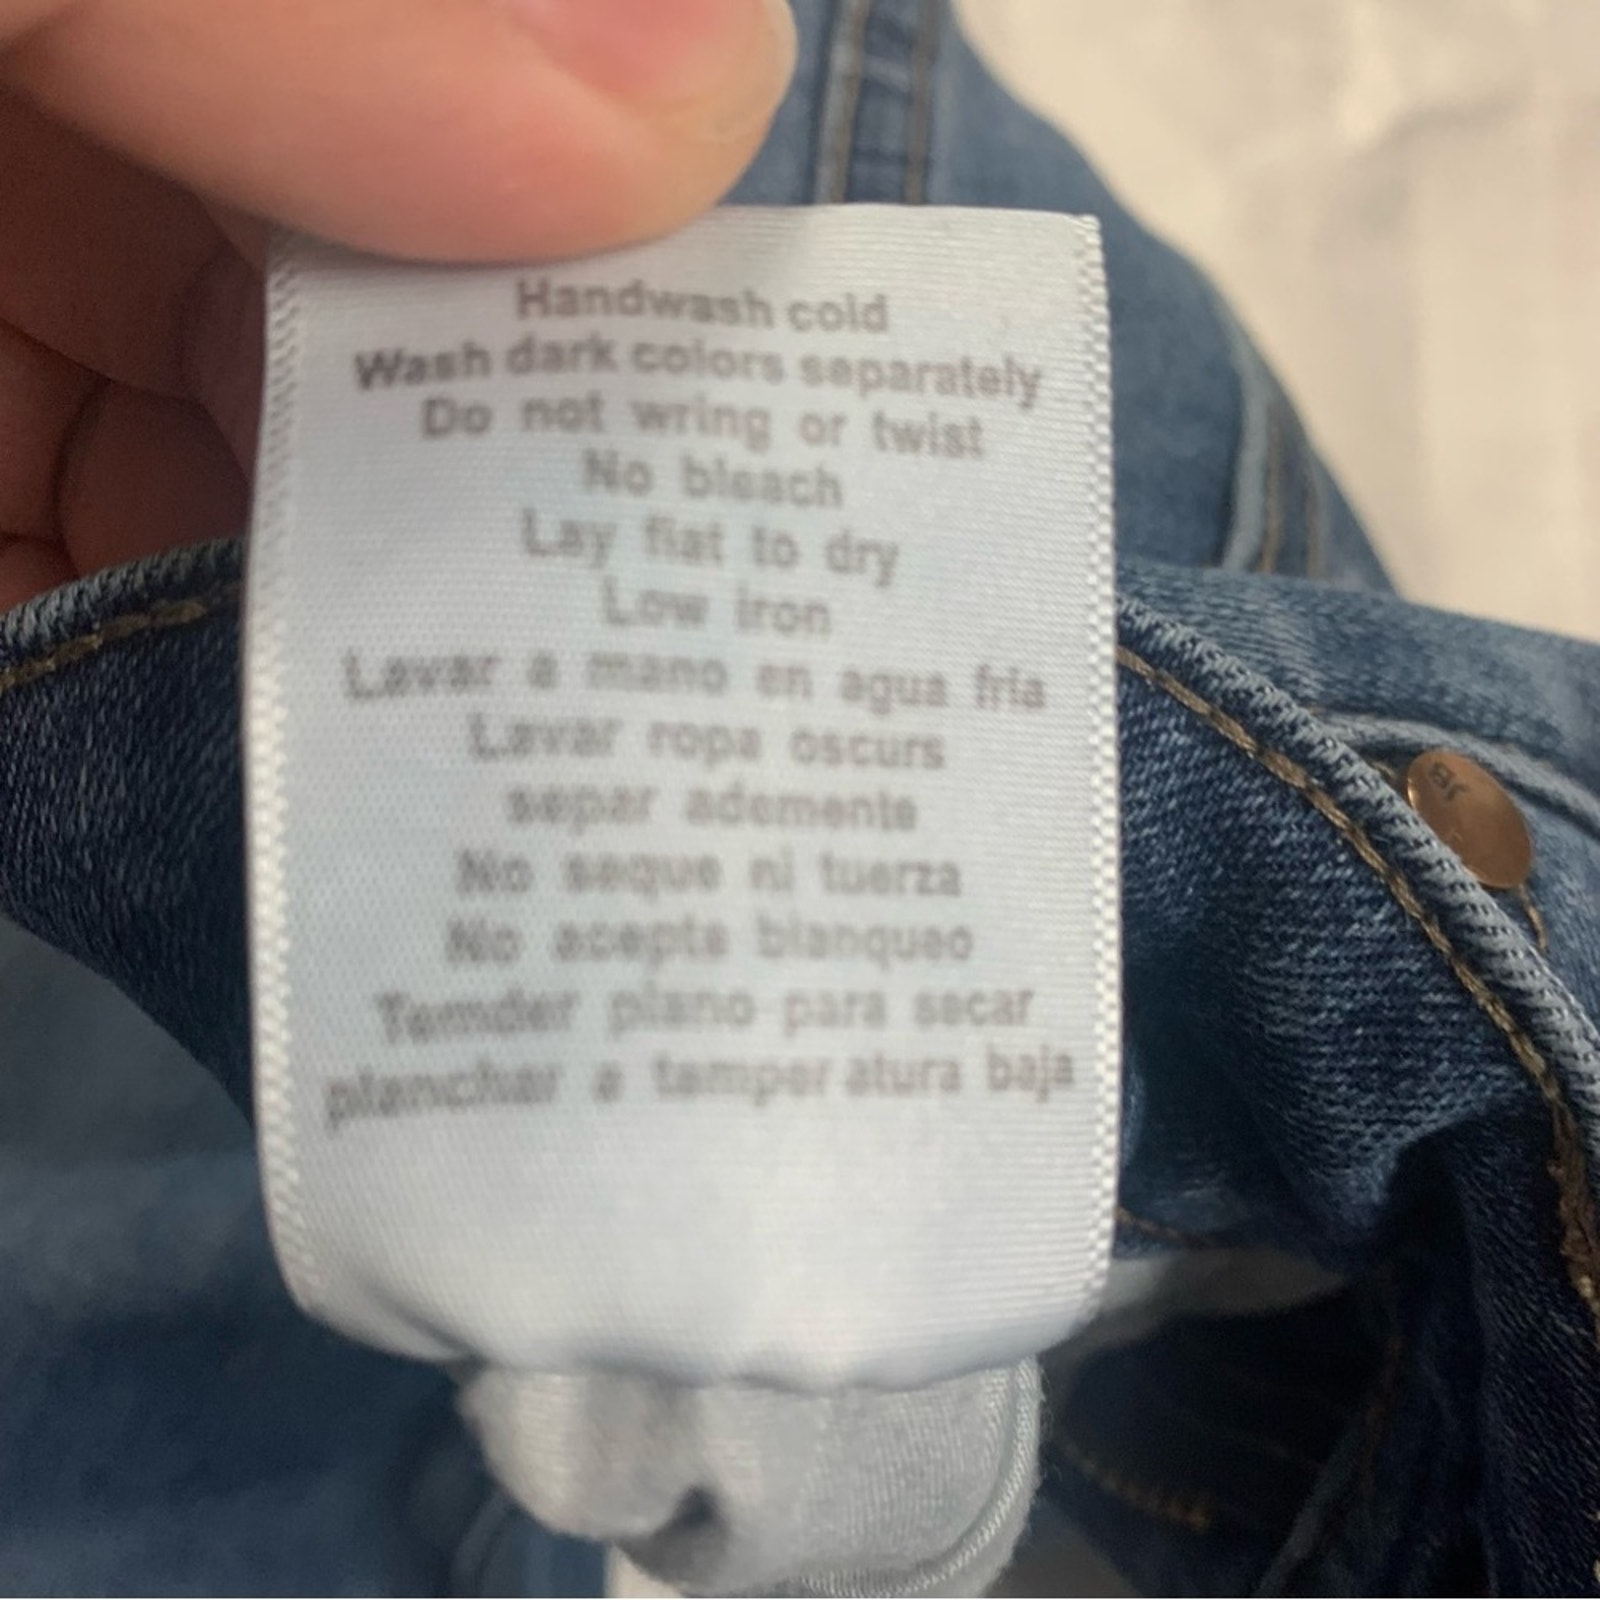 Handwash cold
Wash dark colors separately
Do not wring or twist
No bleach
Lay flat to dry
Low iron
Lavar a mano en agua fria
Lavar ropa oscurs
separ ademente
No seque ni tuerza
No acepte blanqueo
Temder plano para secar
planchar a temper atura baja